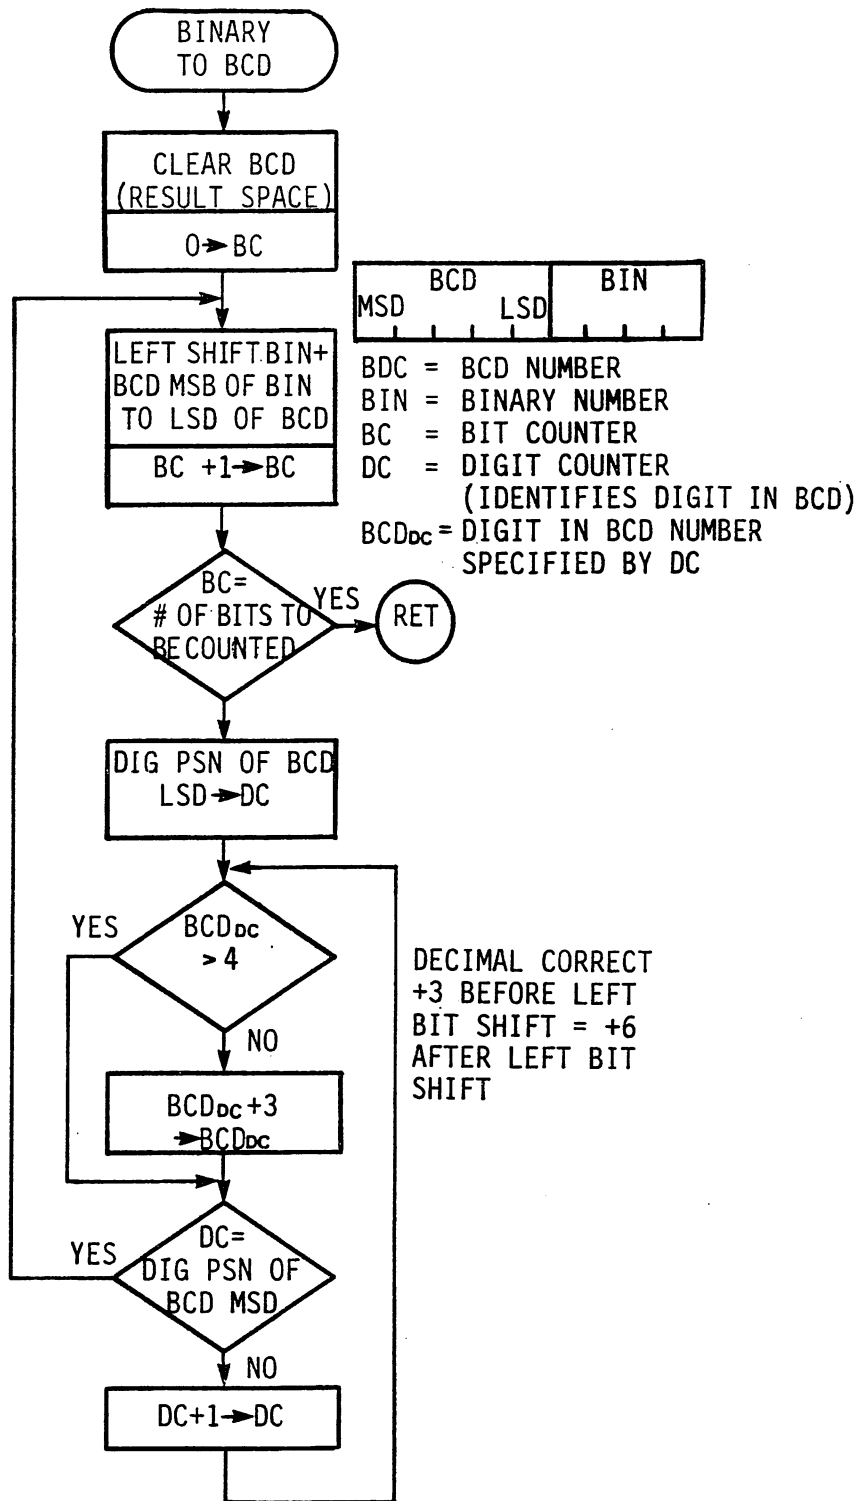 BINARY
TO BCD
CLEAR BCD
(RESULT SPACE)
0→BC
BCD BIN
MSD LSD
LEFT SHIFT BIN+
BCD MSB OF BIN
TO LSD OF BCD
BC +1→BC
BDC = BCD NUMBER
BIN = BINARY NUMBER
BC = BIT COUNTER
DC = DIGIT COUNTER
(IDENTIFIES DIGIT IN BCD)
BCDDC = DIGIT IN BCD NUMBER
SPECIFIED BY DC
BC=
# OF BITS TO
BE COUNTED
YES
RET
DIG PSN OF BCD
LSD→DC
YES
BCDDC
>4
NO
DECIMAL CORRECT
+3 BEFORE LEFT
BIT SHIFT = +6
AFTER LEFT BIT
SHIFT
BCDDC+3
→BCDDC
YES
DC=
DIG PSN OF
BCD MSD
NO
DC+1→DC